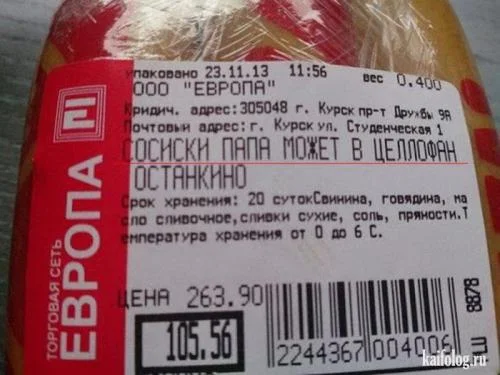 упаковано 23.11.13 11:56 вес 0.400
ООО "ЕВРОПА"
Юридич. адрес:305048 г. Курск пр-т Дружбы 9А
Почтовый адрес:г. Курск ул. Студенческая 1
СОСИСКИ ПАПА МОЖЕТ В ЦЕЛЛОФАН
ОСТАНКИНО
Срок хранения: 20 сутокСвинина, говядина, ма
сло сливочное,сливки сухие, соль, пряности.Т
емпература хранения от 0 до 6 С.
ЦЕНА 263.90
105.56
2244367 004006
Ш 8878
ТОРГОВАЯ СЕТЬ
ЕВРОПА
kaifolog.ru